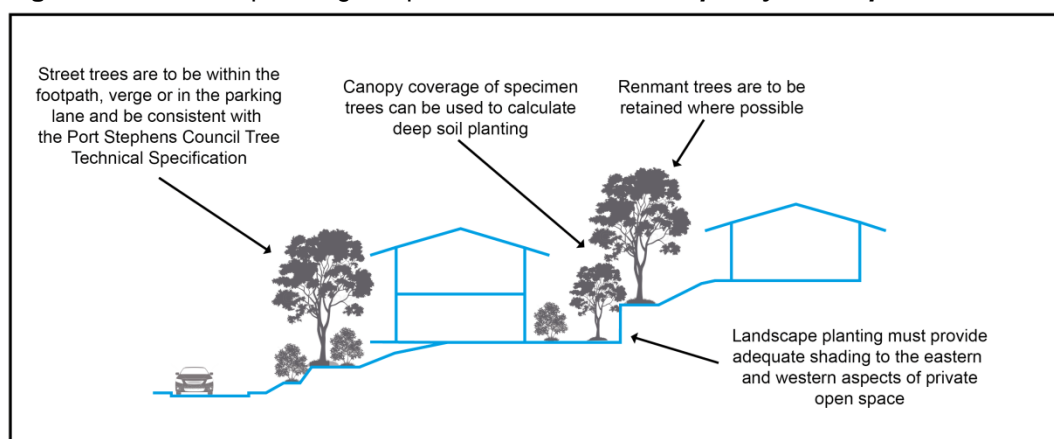 Street trees are to be within the
footpath, verge or in the parking
lane and be consistent with
the Port Stephens Council Tree
Technical Specification
Canopy coverage of specimen
trees can be used to calculate
deep soil planting
Renmant trees are to be
retained where possible
Landscape planting must provide
adequate shading to the eastern
and western aspects of private
open space